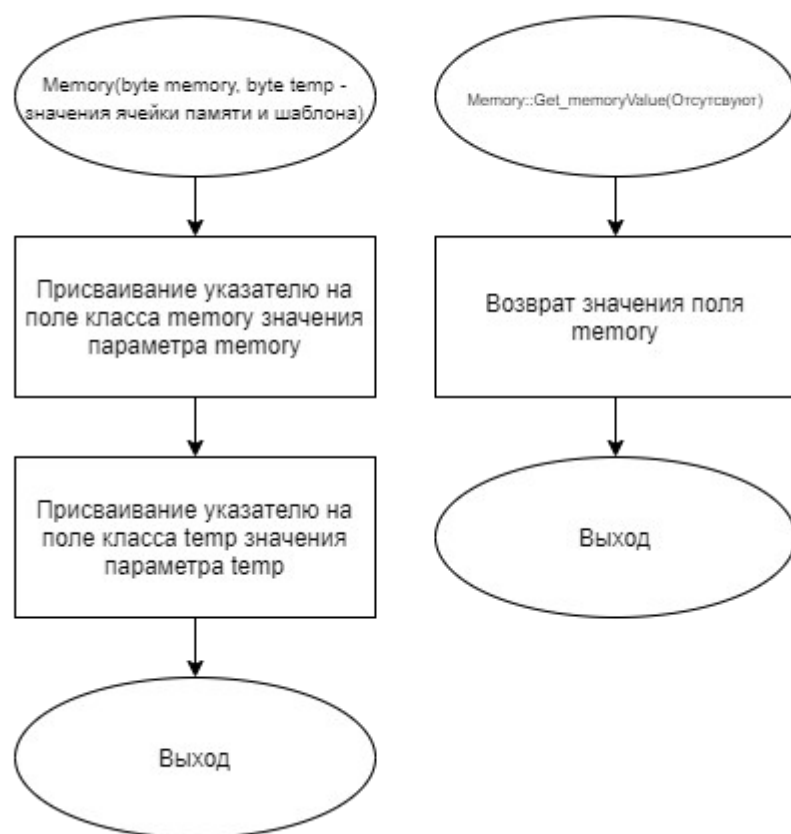 Memory(byte memory, byte temp -
значения ячейки памяти и шаблона)
Присваивание указателю на
поле класса memory значения
параметра memory
Присваивание указателю на
поле класса temp значения
параметра temp
Выход
Memory::Get_memoryValue(Отсутсвуют)
Возврат значения поля
memory
Выход